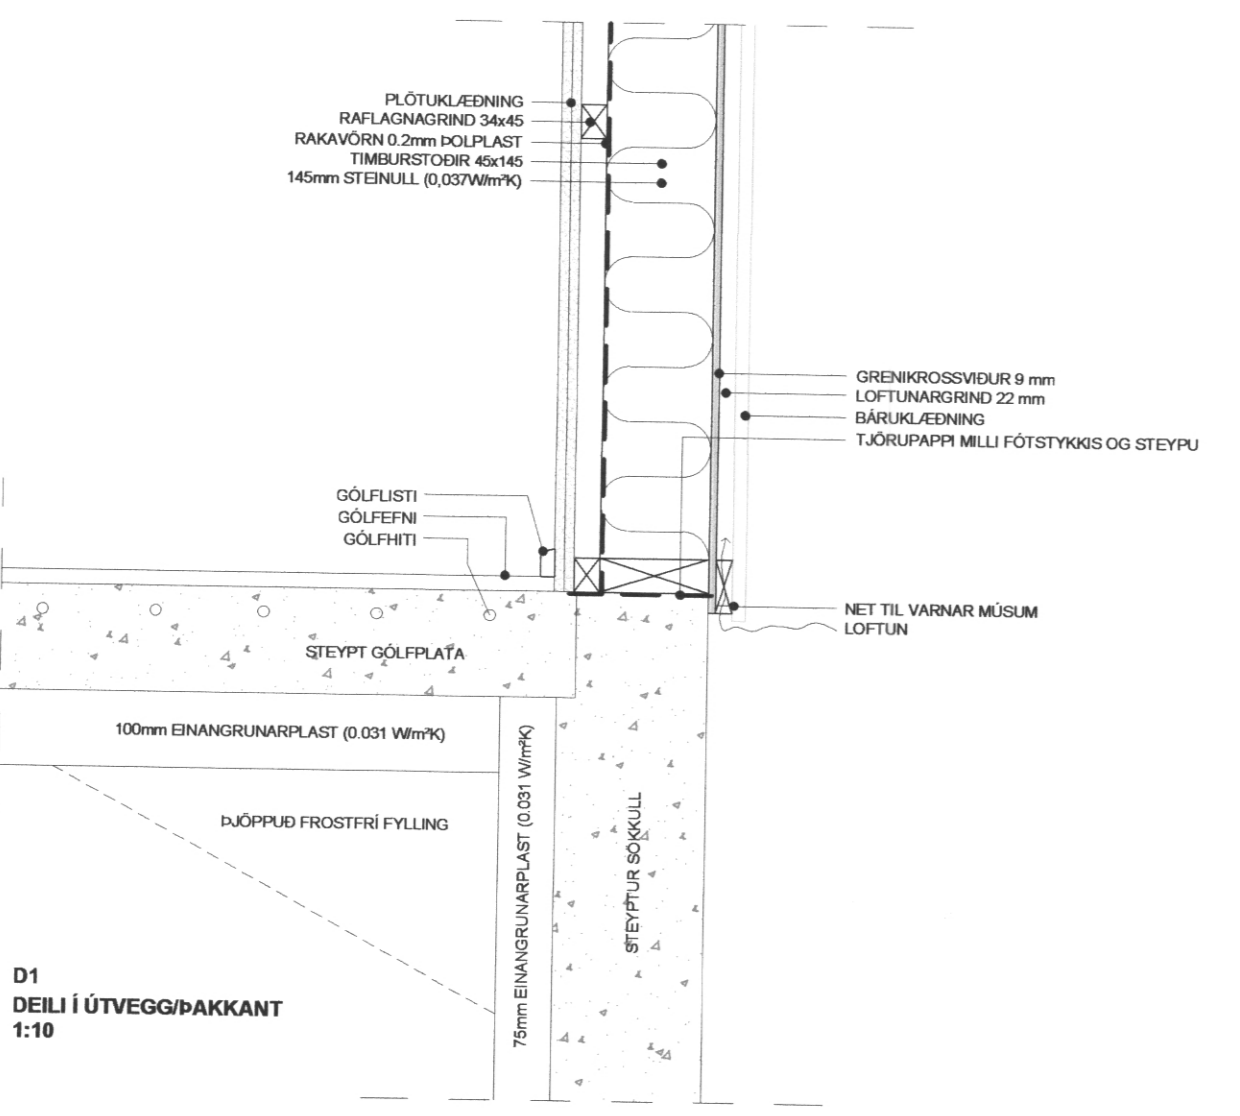 PLÖTUKLÆÐNING
RAFLAGNAGRIND 34x45
RAKAVÖRN 0.2mm ÞOLPLAST
TIMBURSTOÐIR 45x145
145mm STEINULL (0,037W/m²K)
GRENIKROSSVIÐUR 9 mm
LOFTUNARGRIND 22 mm
BÁRUKLÆÐNING
TJÖRUPAPPI MILLI FÓTSTYKKIS OG STEYPU
GÓLFLISTI
GÓLFEFNI
GÓLFHITI
NET TIL VARNAR MÚSUM
LOFTUN
STEYPT GÓLFPLATA
100mm EINANGRUNARPLAST (0.031 W/m²K)
ÞJÖPPUÐ FROSTFRÍ FYLLING
75mm EINANGRUNARPLAST (0.031 W/m²K)
STEYPTUR SÖKKULL
D1
DEILI Í ÚTVEGG/ÞAKKANT
1:10